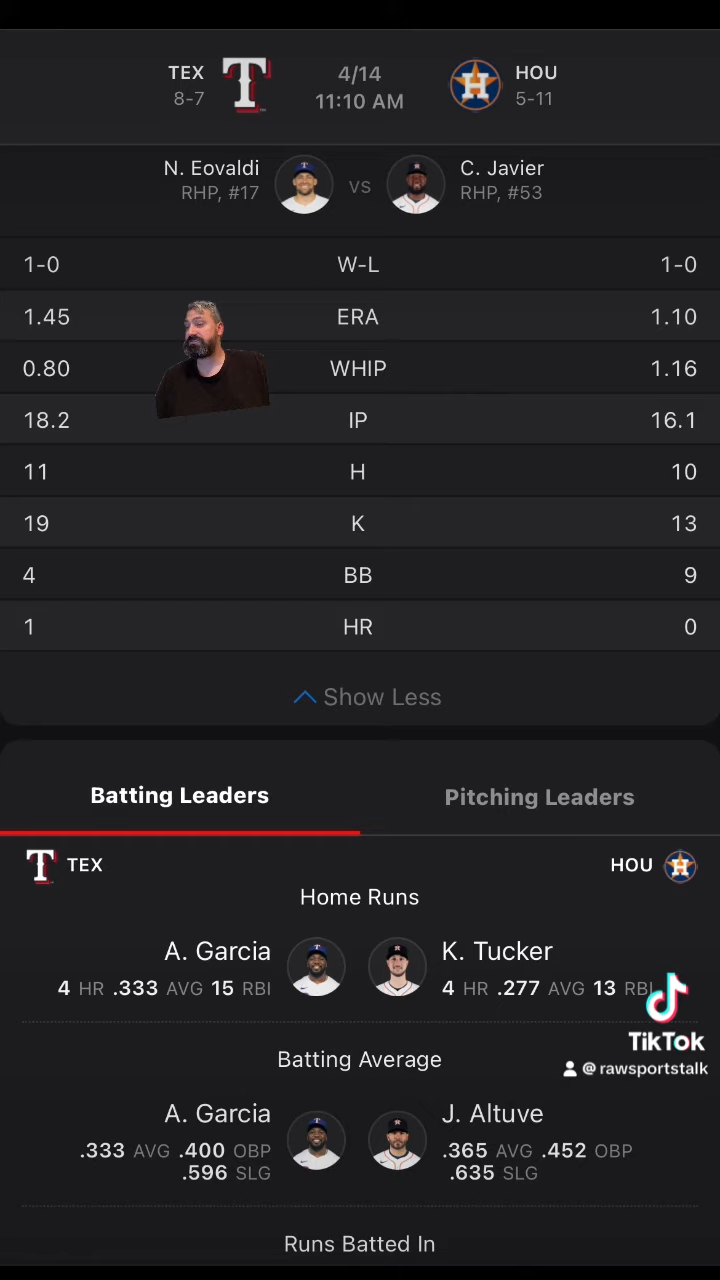 TEX 4/14 HOU
8-7 11:10 AM 5-11
N. Eovaldi vs C. Javier
RHP, #17 RHP, #53
1-0 W-L 1-0
1.45 ERA 1.10
0.80 WHIP 1.16
18.2 IP 16.1
11 H 10
19 K 13
4 BB 9
1 HR 0
Show Less
Batting Leaders Pitching Leaders
TEX HOU
Home Runs
A. Garcia K. Tucker
4 HR .333 AVG 15 RBI 4 HR .277 AVG 13 RBI
TikTok
@rawsportstalk
Batting Average
A. Garcia J. Altuve
.333 AVG .400 OBP .365 AVG .452 OBP
.596 SLG .635 SLG
Runs Batted In